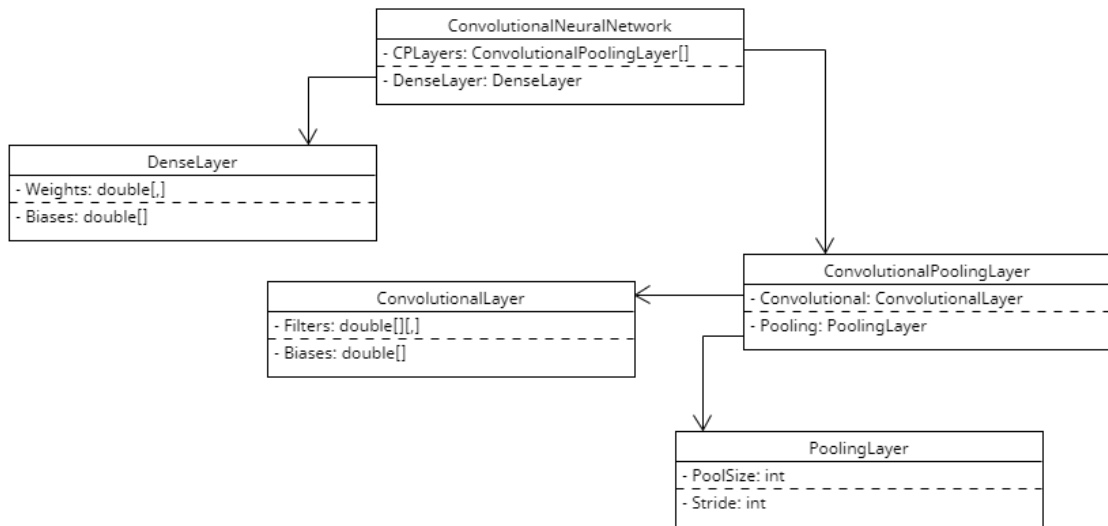 ConvolutionalNeuralNetwork
- CPLayers: ConvolutionalPoolingLayer[]
- DenseLayer: DenseLayer
DenseLayer
- Weights: double[,]
- Biases: double[]
ConvolutionalPoolingLayer
- Convolutional: ConvolutionalLayer
- Pooling: PoolingLayer
ConvolutionalLayer
- Filters: double[][,]
- Biases: double[]
PoolingLayer
- PoolSize: int
- Stride: int